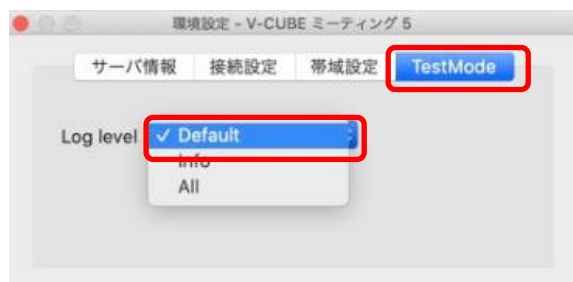 環境設定 - V-CUBE ミーティング 5
サーバ情報 接続設定 帯域設定 TestMode
Log level ✓ Default
Info
All